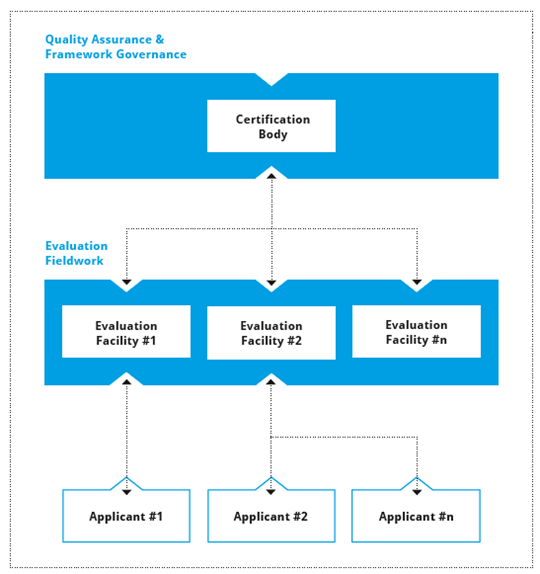 Quality Assurance &
Framework Governance
Certification
Body
Evaluation
Fieldwork
Evaluation
Facility #1
Evaluation
Facility #2
Evaluation
Facility #n
Applicant #1
Applicant #2
Applicant #n